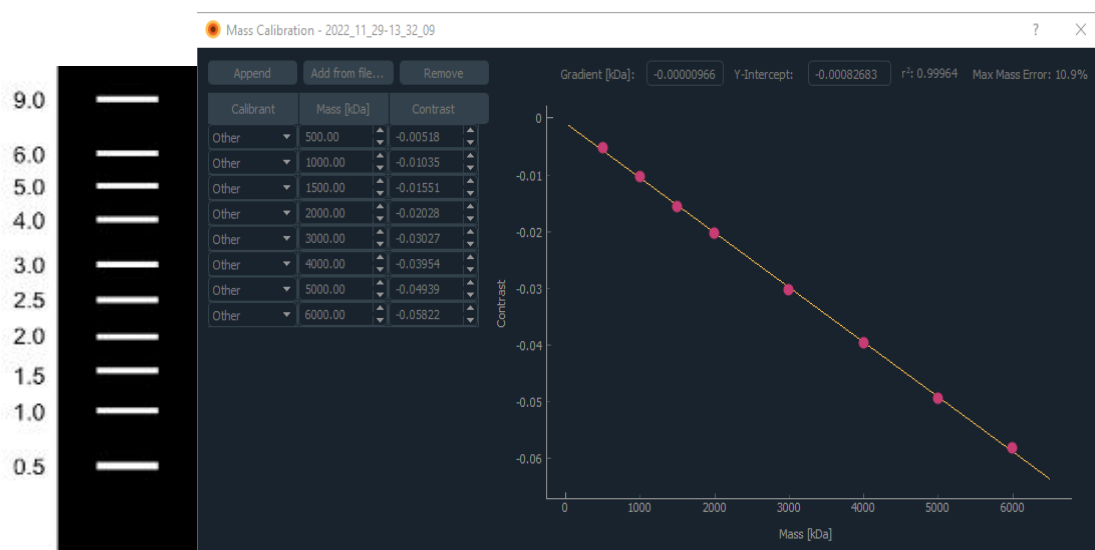 9.0
6.0
5.0
4.0
3.0
2.5
2.0
1.5
1.0
0.5
Mass Calibration - 2022_11_29-13_32_09
?
Append Add from file... Remove
Gradient [kDa]: -0.00000966 Y-Intercept: -0.00082683 r²: 0.99964 Max Mass Error: 10.9%
Calibrant Mass [kDa] Contrast
Other 500.00 -0.00518
Other 1000.00 -0.01035
Other 1500.00 -0.01551
Other 2000.00 -0.02028
Other 3000.00 -0.03027
Other 4000.00 -0.03954
Other 5000.00 -0.04939
Other 6000.00 -0.05822
0
-0.01
-0.02
-0.03
-0.04
-0.05
-0.06
Contrast
0 1000 2000 3000 4000 5000 6000
Mass [kDa]